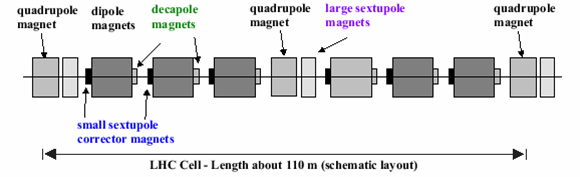 quadrupole
magnet
dipole
magnets
decapole
magnets
quadrupole
magnet
large sextupole
magnets
quadrupole
magnet
small sextupole
corrector magnets
LHC Cell - Length about 110 m (schematic layout)